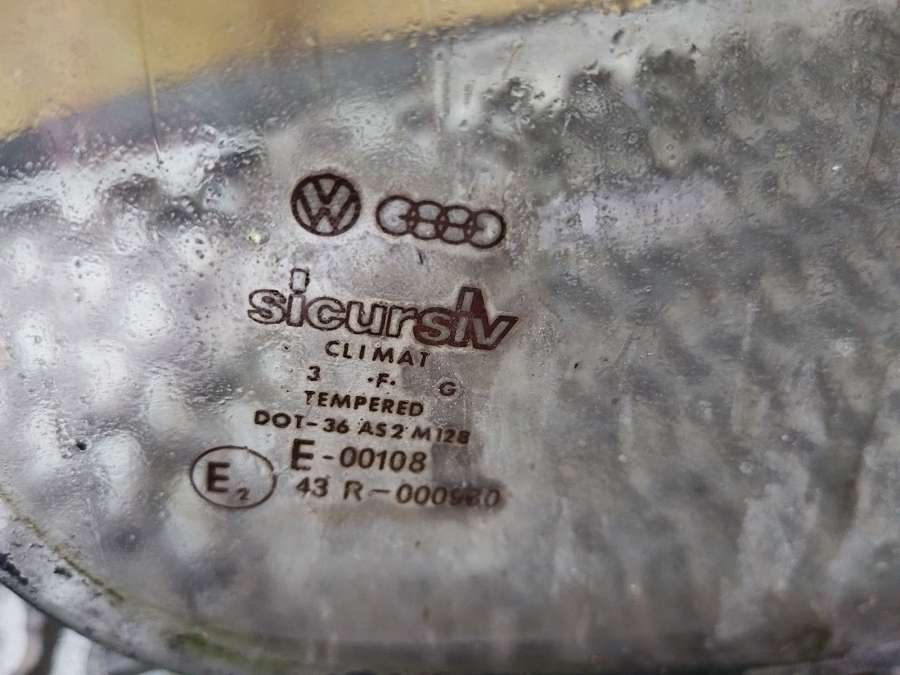 sicursiv
CLIMAT
3 .F. G
TEMPERED
DOT-36 AS2 M128
E-00108
E2 43 R-000